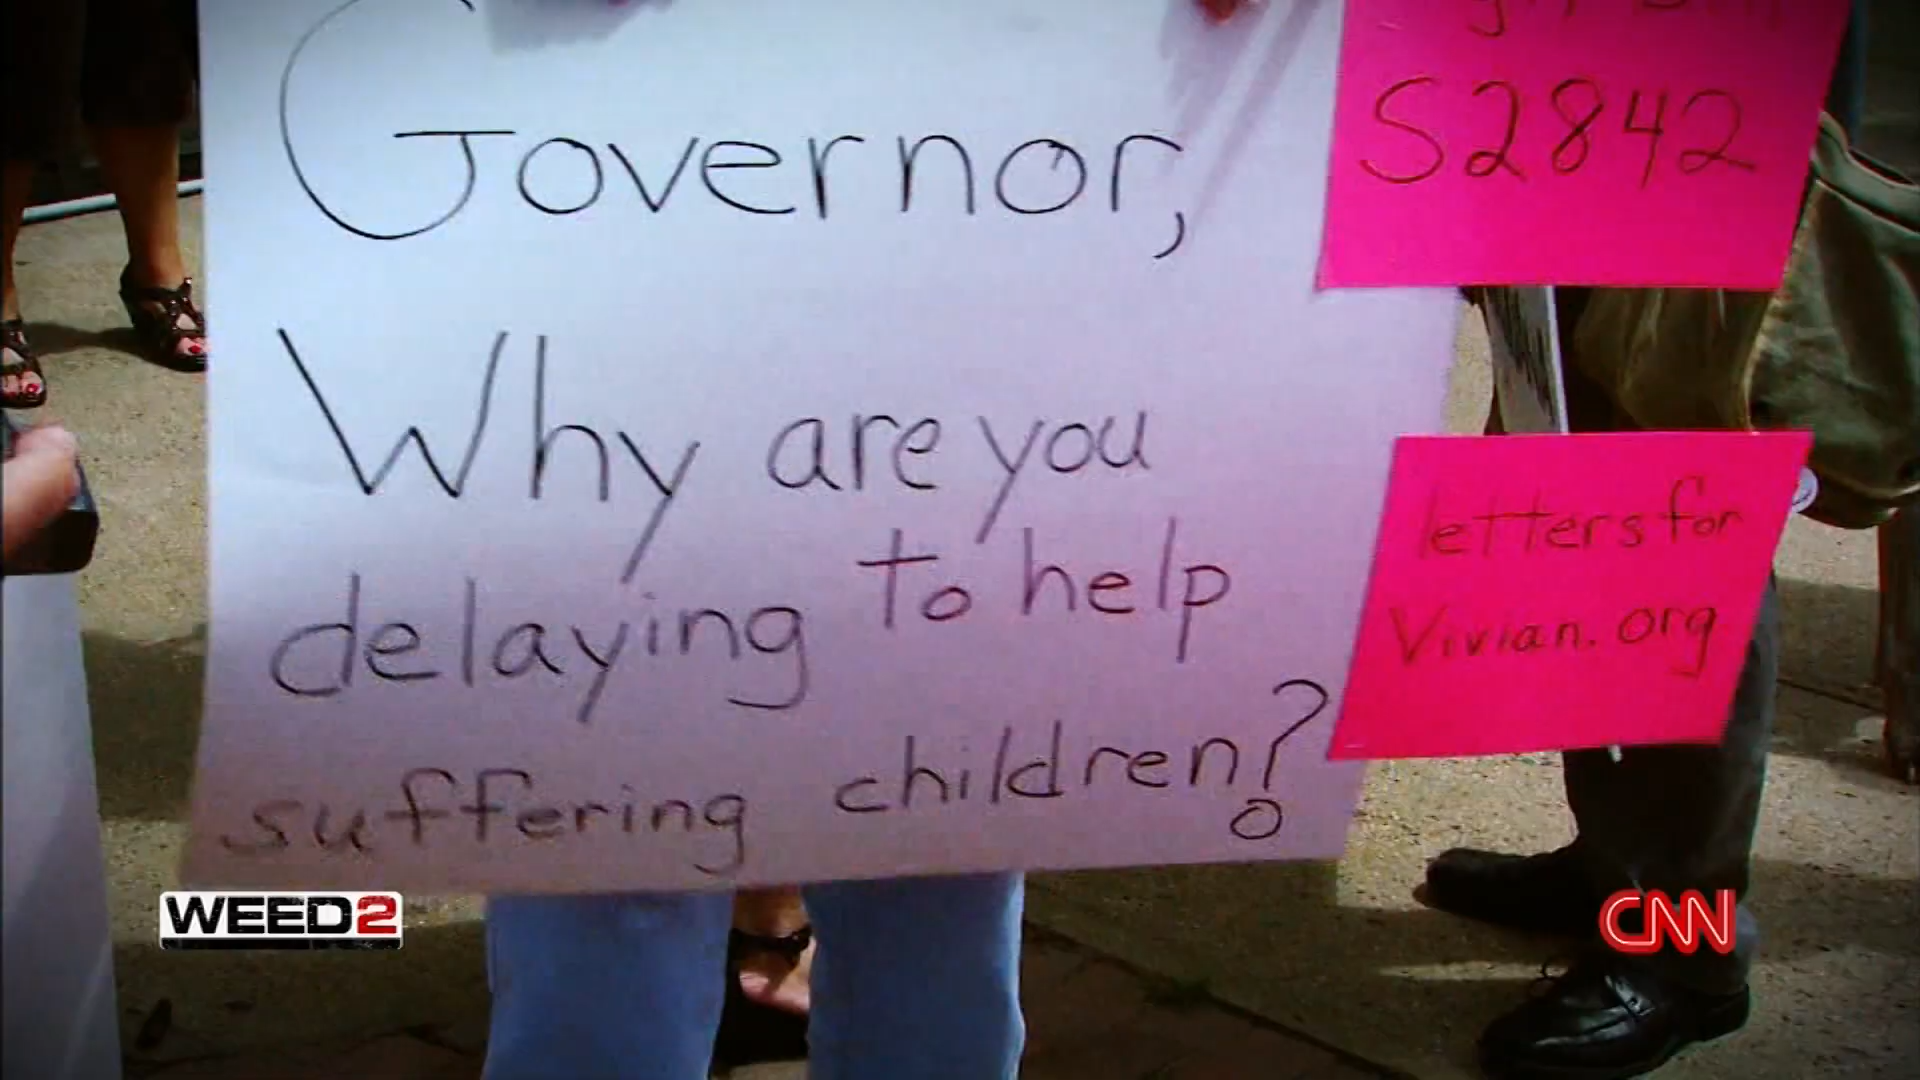 Governor,
Why are you
delaying to help
suffering children?
S2842
letters for
Vivian.org
WEED2
CNN